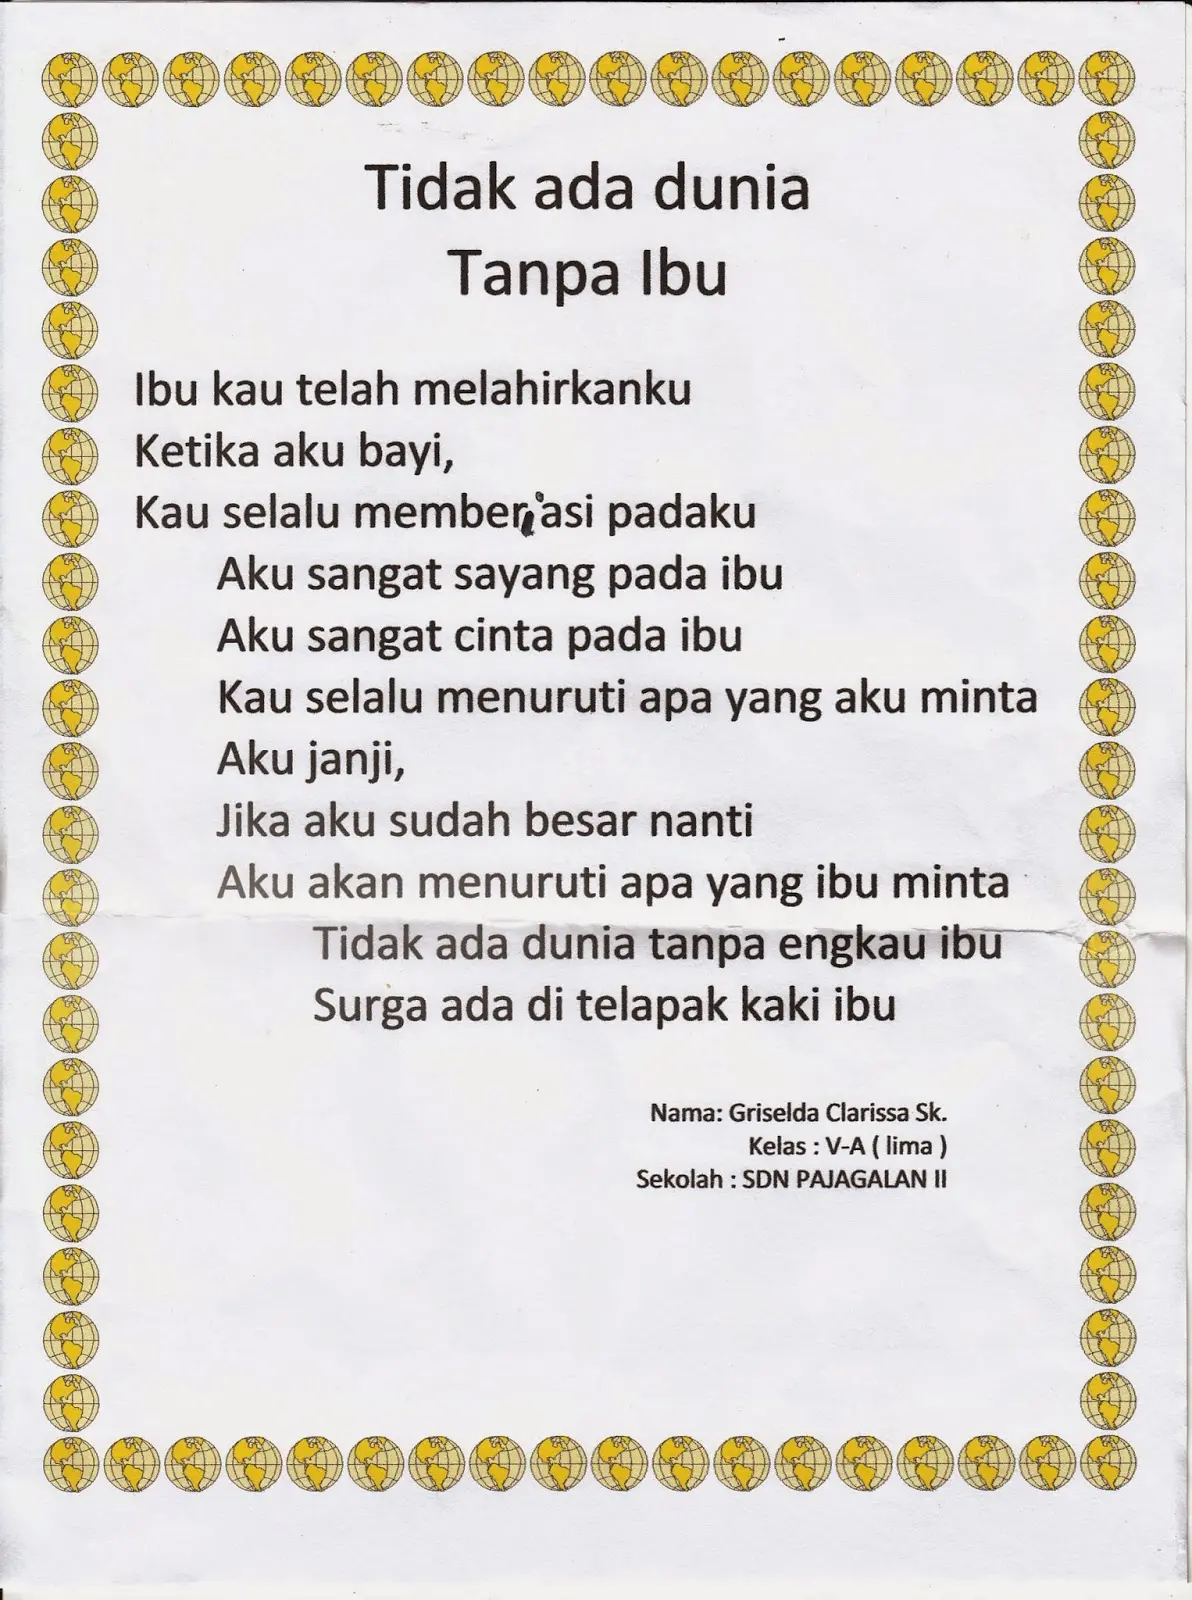 Tidak ada dunia
Tanpa Ibu
Ibu kau telah melahirkanku
Ketika aku bayi,
Kau selalu memberi asi padaku
Aku sangat sayang pada ibu
Aku sangat cinta pada ibu
Kau selalu menuruti apa yang aku minta
Aku janji,
Jika aku sudah besar nanti
Aku akan menuruti apa yang ibu minta
Tidak ada dunia tanpa engkau ibu
Surga ada di telapak kaki ibu
Nama: Griselda Clarissa Sk.
Kelas : V-A ( lima )
Sekolah : SDN PAJAGALAN II